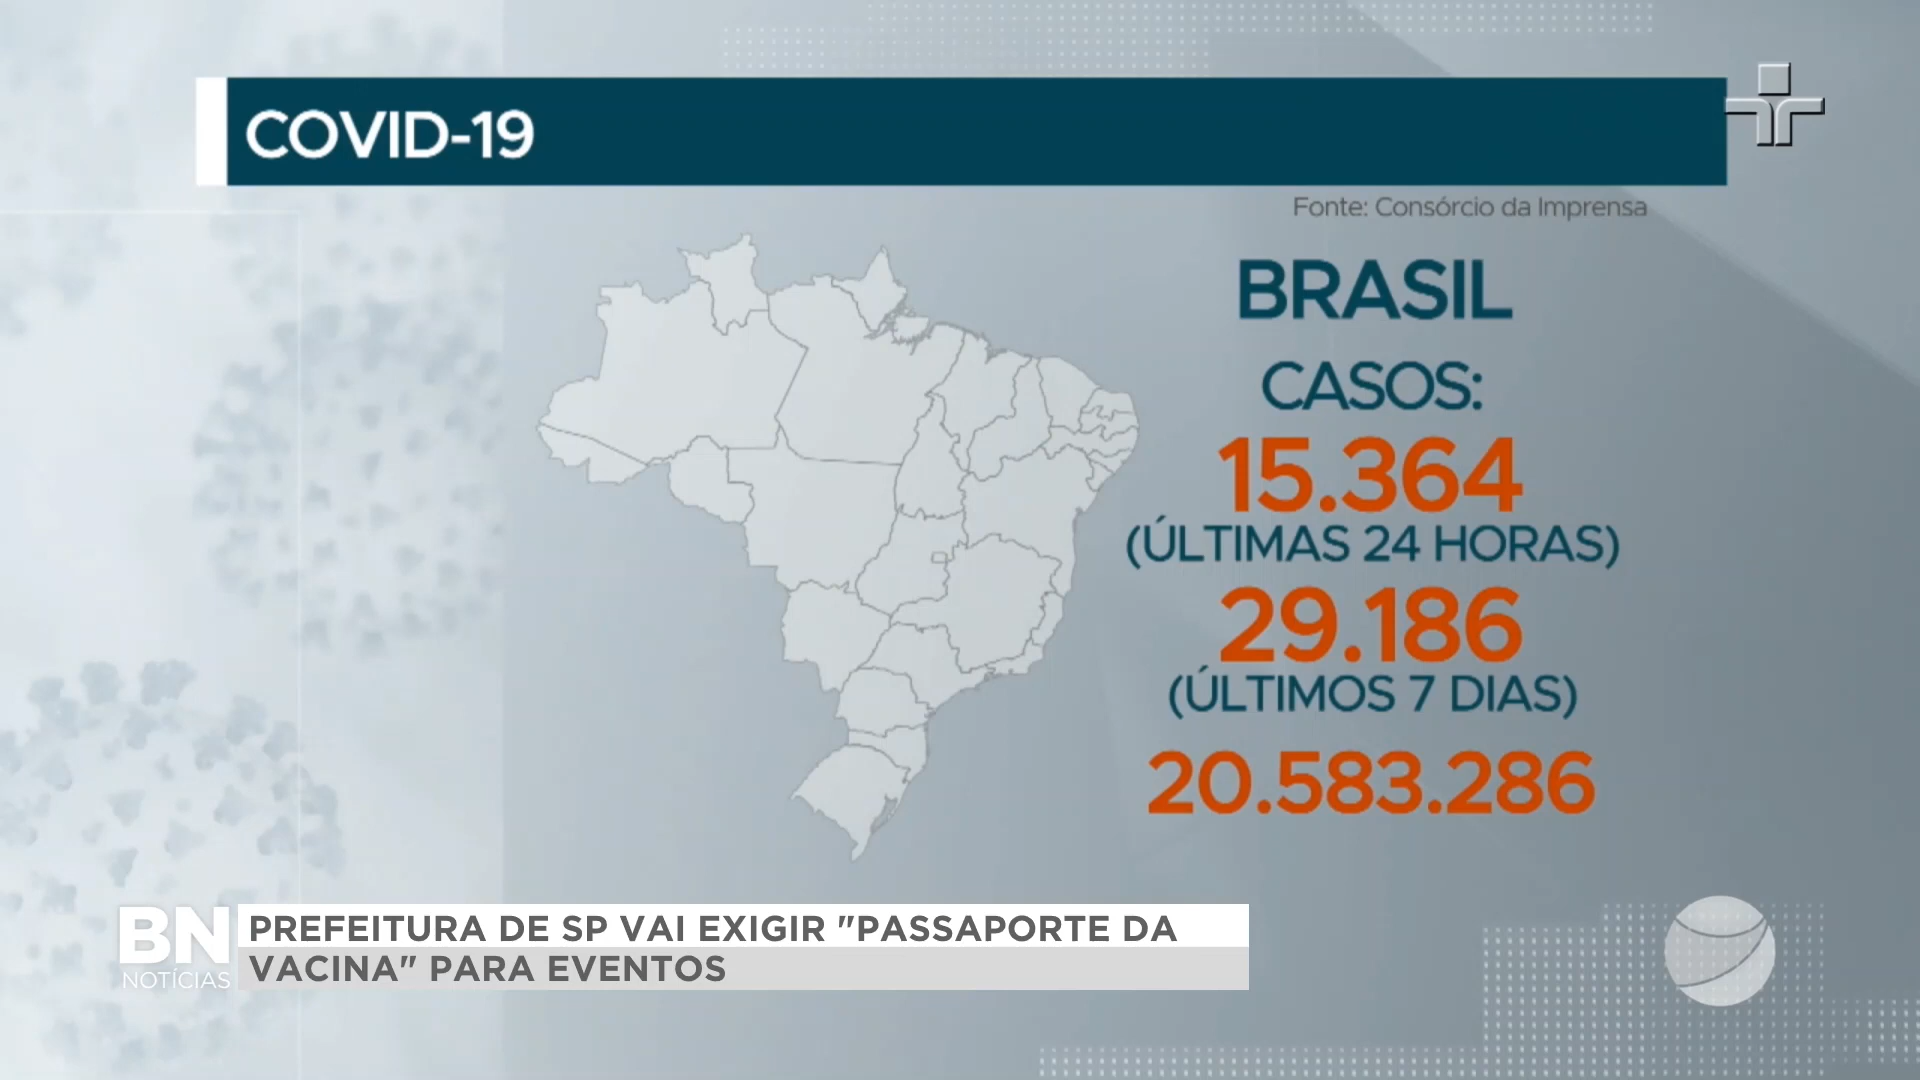 COVID-19
Fonte: Consórcio da Imprensa
BRASIL
CASOS:
15.364
(ÚLTIMAS 24 HORAS)
29.186
(ÚLTIMOS 7 DIAS)
20.583.286
BN
NOTÍCIAS
PREFEITURA DE SP VAI EXIGIR "PASSAPORTE DA
VACINA" PARA EVENTOS